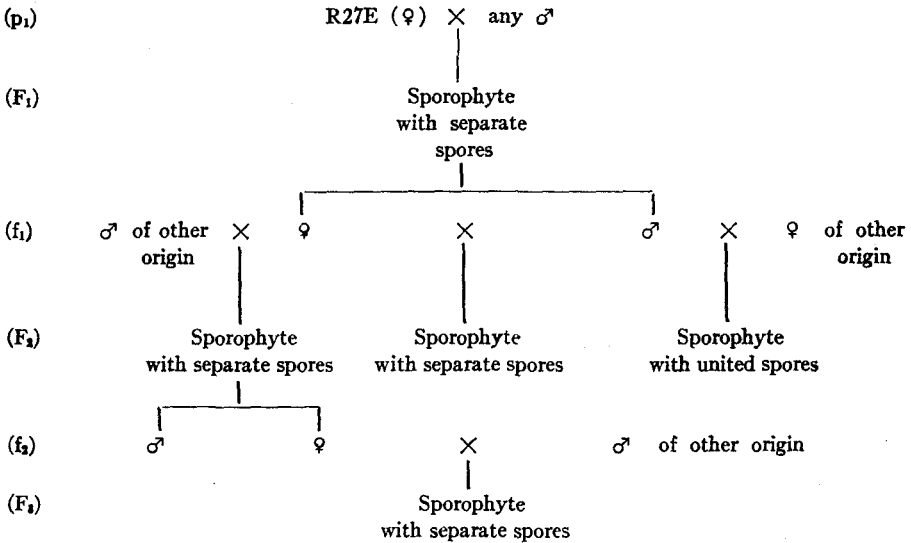 (p₁) R27E (♀) × any ♂
(F₁) Sporophyte
with separate
spores
(f₁) ♂ of other × ♀ × ♂ × ♀ of other
origin origin
(F₂) Sporophyte Sporophyte Sporophyte
with separate spores with separate spores with united spores
(f₂) ♂ ♀ × ♂ of other origin
(F₃) Sporophyte
with separate spores